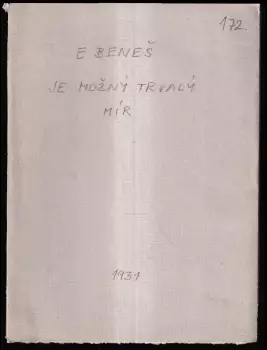 172.
E BENEŠ
JE MOŽNÝ TRVALÝ
MÍR
1931